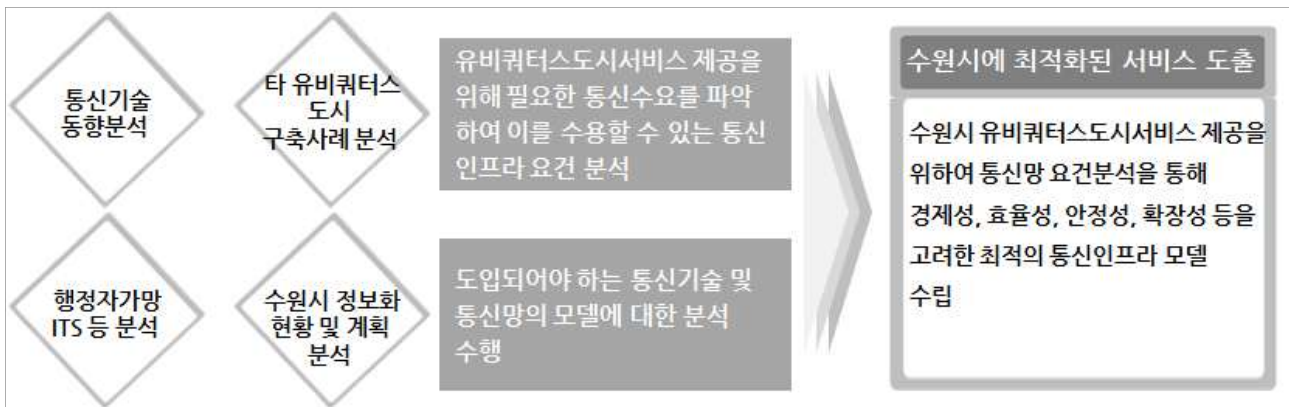 통신기술
동향분석
타 유비쿼터스
도시
구축사례 분석
유비쿼터스도시서비스 제공을
위해 필요한 통신수요를 파악
하여 이를 수용할 수 있는 통신
인프라 요건 분석
행정자가망
ITS 등 분석
수원시 정보화
현황 및 계획
분석
도입되어야 하는 통신기술 및
통신망의 모델에 대한 분석
수행
수원시에 최적화된 서비스 도출
수원시 유비쿼터스도시서비스 제공을
위하여 통신망 요건분석을 통해
경제성, 효율성, 안정성, 확장성 등을
고려한 최적의 통신인프라 모델
수립